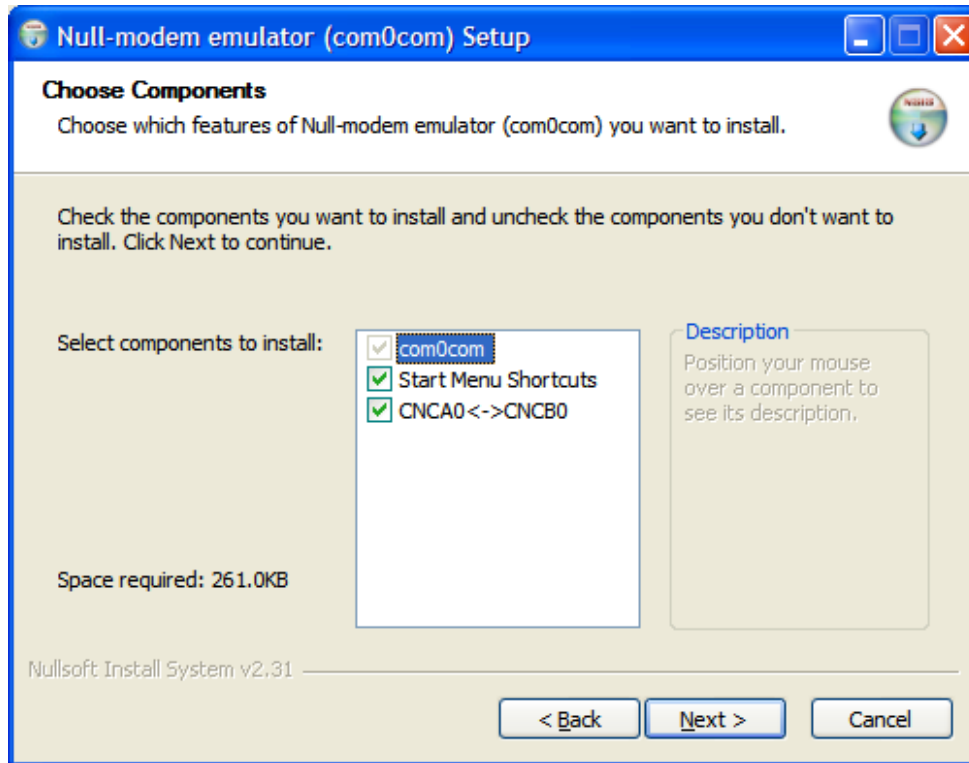 Null-modem emulator (com0com) Setup
Choose Components
Choose which features of Null-modem emulator (com0com) you want to install.
Check the components you want to install and uncheck the components you don't want to
install. Click Next to continue.
Select components to install:
com0com
Start Menu Shortcuts
CNCA0<->CNCB0
Description
Position your mouse
over a component to
see its description.
Space required: 261.0KB
Nullsoft Install System v2.31
< Back
Next >
Cancel